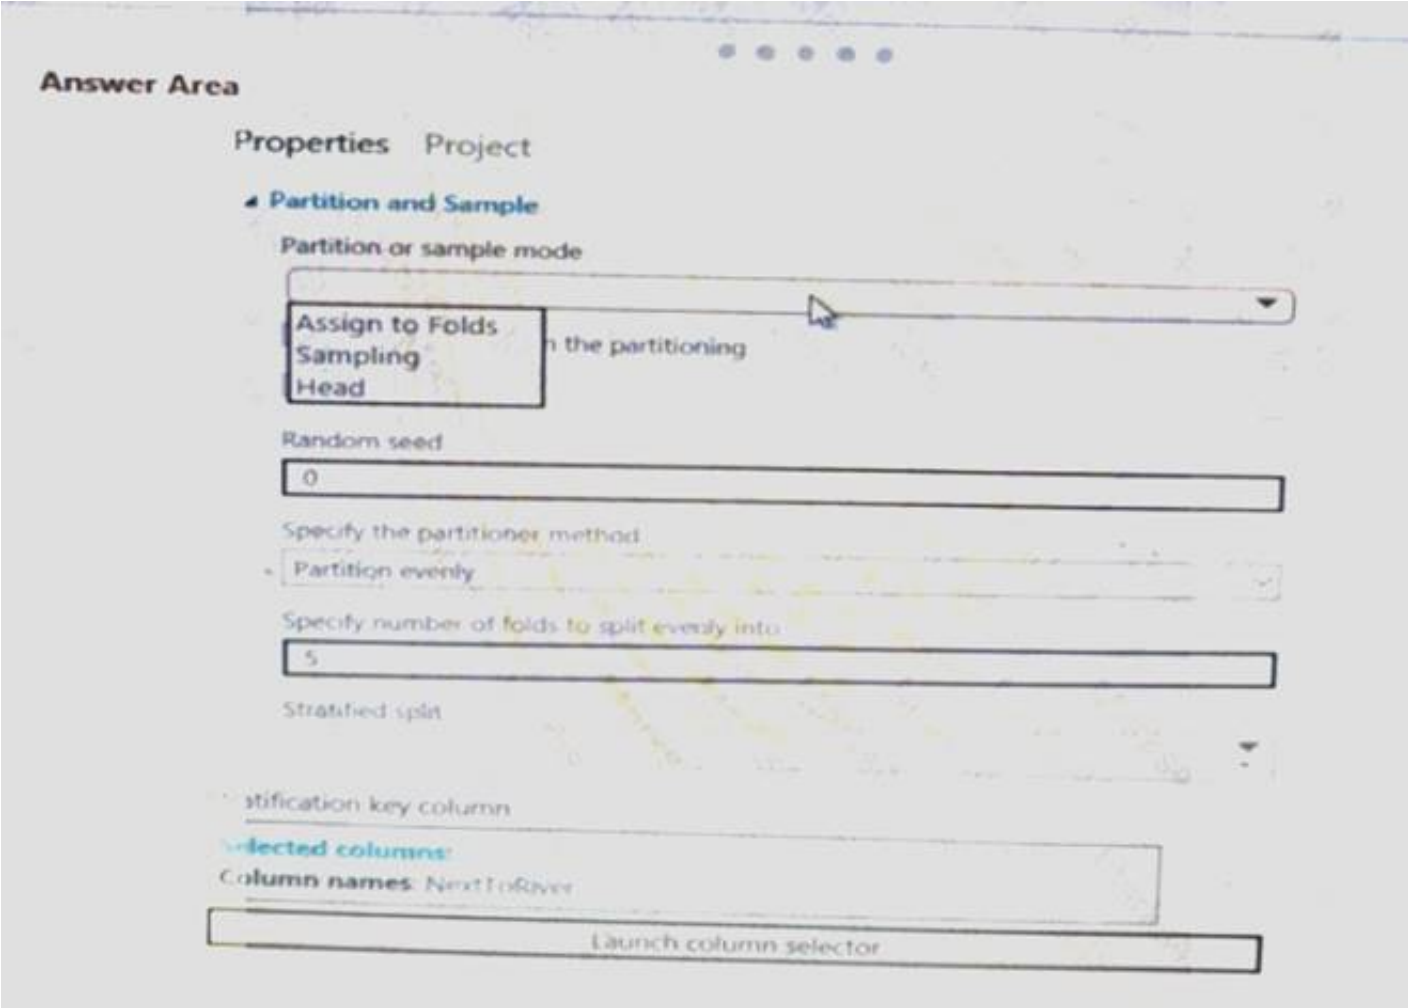 Answer Area
Properties Project
Partition and Sample
Partition or sample mode
Assign to Folds
n the partitioning
Sampling
Head
Random seed
0
Specify the partitioner method
Partition evenly
Specify number of folds to split evenly into
5
Stratified split
tification key column
lected columns:
Column names: NextToRiver
Launch column selector